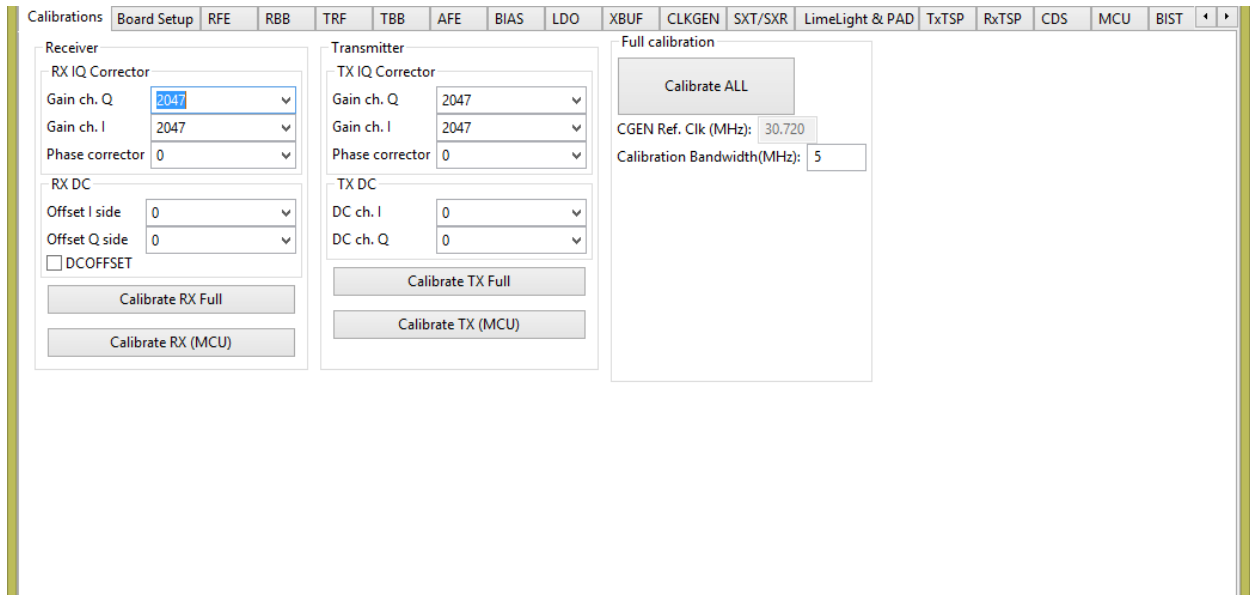 Calibrations Board Setup RFE RBB TRF TBB AFE BIAS LDO XBUF CLKGEN SXT/SXR LimeLight & PAD TxTSP RxTSP CDS MCU BIST
Receiver
RX IQ Corrector
Gain ch. Q 2047
Gain ch. I 2047
Phase corrector 0
RX DC
Offset I side 0
Offset Q side 0
DCOFFSET
Calibrate RX Full
Calibrate RX (MCU)
Transmitter
TX IQ Corrector
Gain ch. Q 2047
Gain ch. I 2047
Phase corrector 0
TX DC
DC ch. I 0
DC ch. Q 0
Calibrate TX Full
Calibrate TX (MCU)
Full calibration
Calibrate ALL
CGEN Ref. Clk (MHz): 30.720
Calibration Bandwidth(MHz): 5